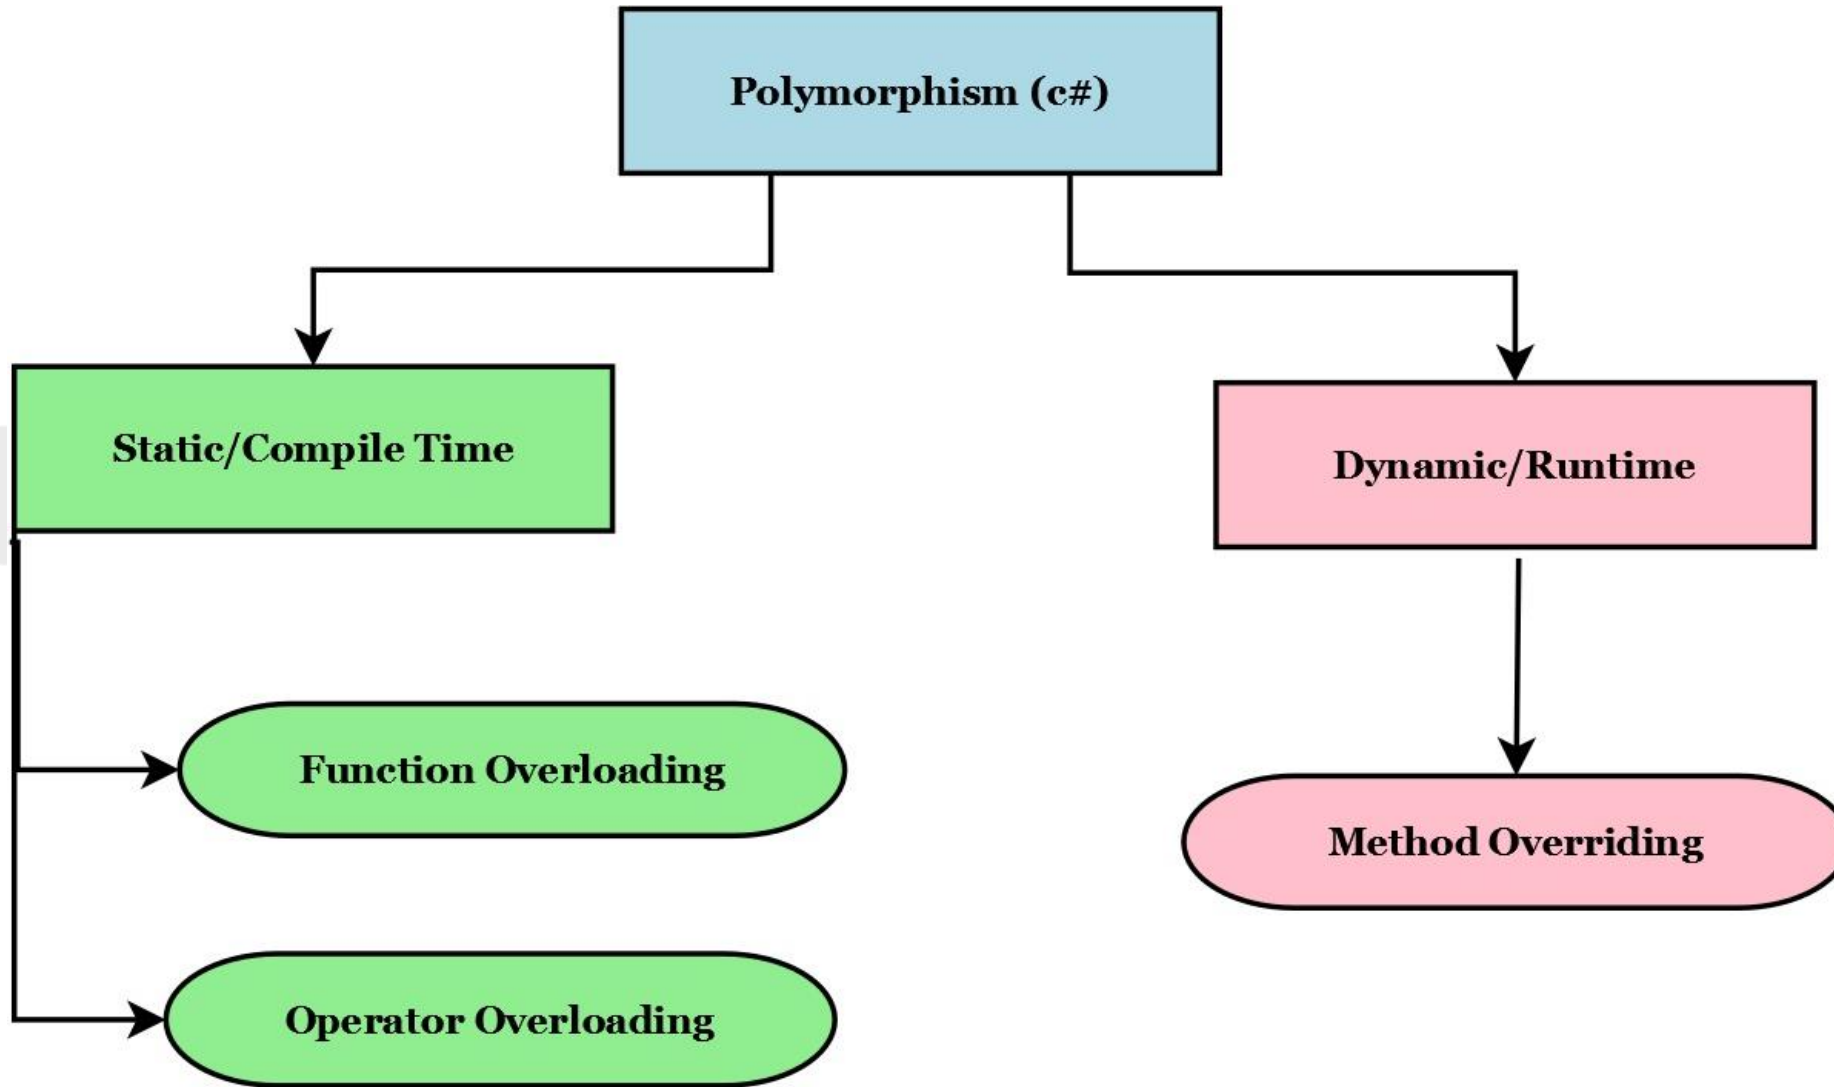 Polymorphism (c#)
Static/Compile Time
Dynamic/Runtime
Function Overloading
Method Overriding
Operator Overloading